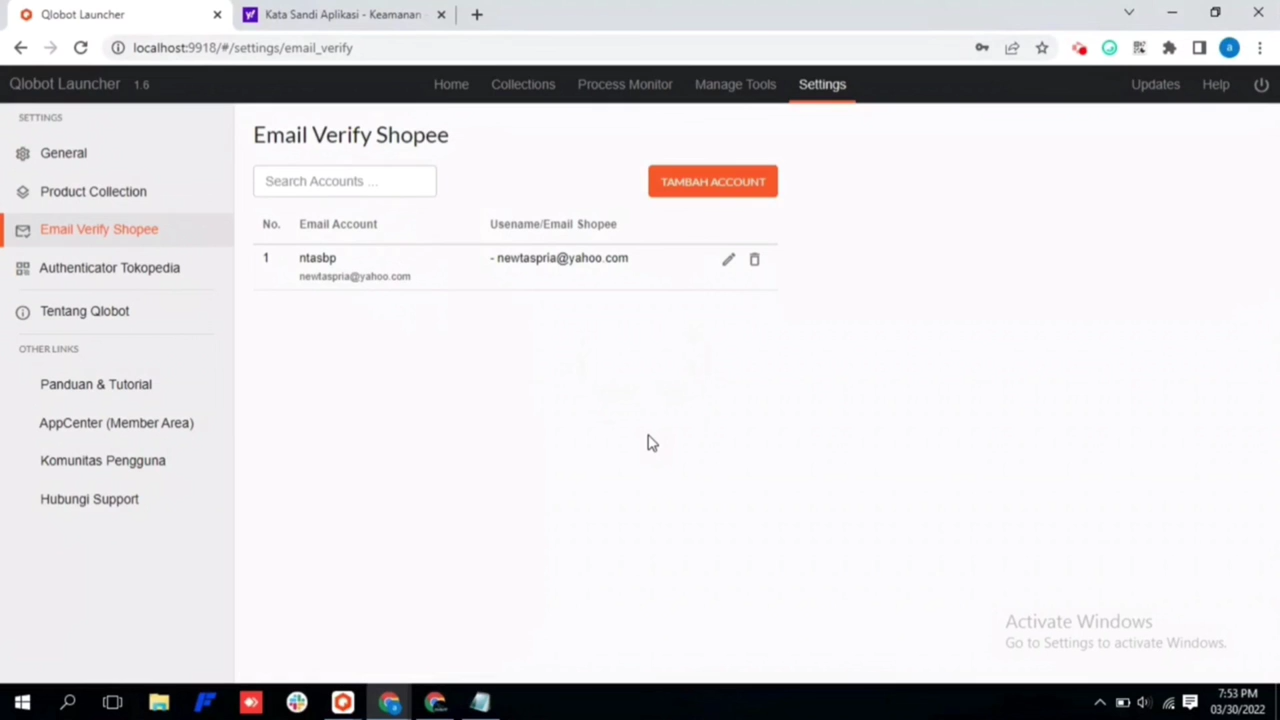 Qlobot Launcher
Kata Sandi Aplikasi - Keamanan
localhost:9918/#/settings/email_verify
a
Qlobot Launcher 1.6
Home
Collections
Process Monitor
Manage Tools
Settings
Updates
Help
SETTINGS
General
Product Collection
Email Verify Shopee
Authenticator Tokopedia
Tentang Qlobot
OTHER LINKS
Panduan & Tutorial
AppCenter (Member Area)
Komunitas Pengguna
Hubungi Support
Email Verify Shopee
Search Accounts ...
TAMBAH ACCOUNT
No. Email Account Usename/Email Shopee
1 ntasbp - newtaspria@yahoo.com
newtaspria@yahoo.com
Activate Windows
Go to Settings to activate Windows.
7:53 PM
03/30/2022